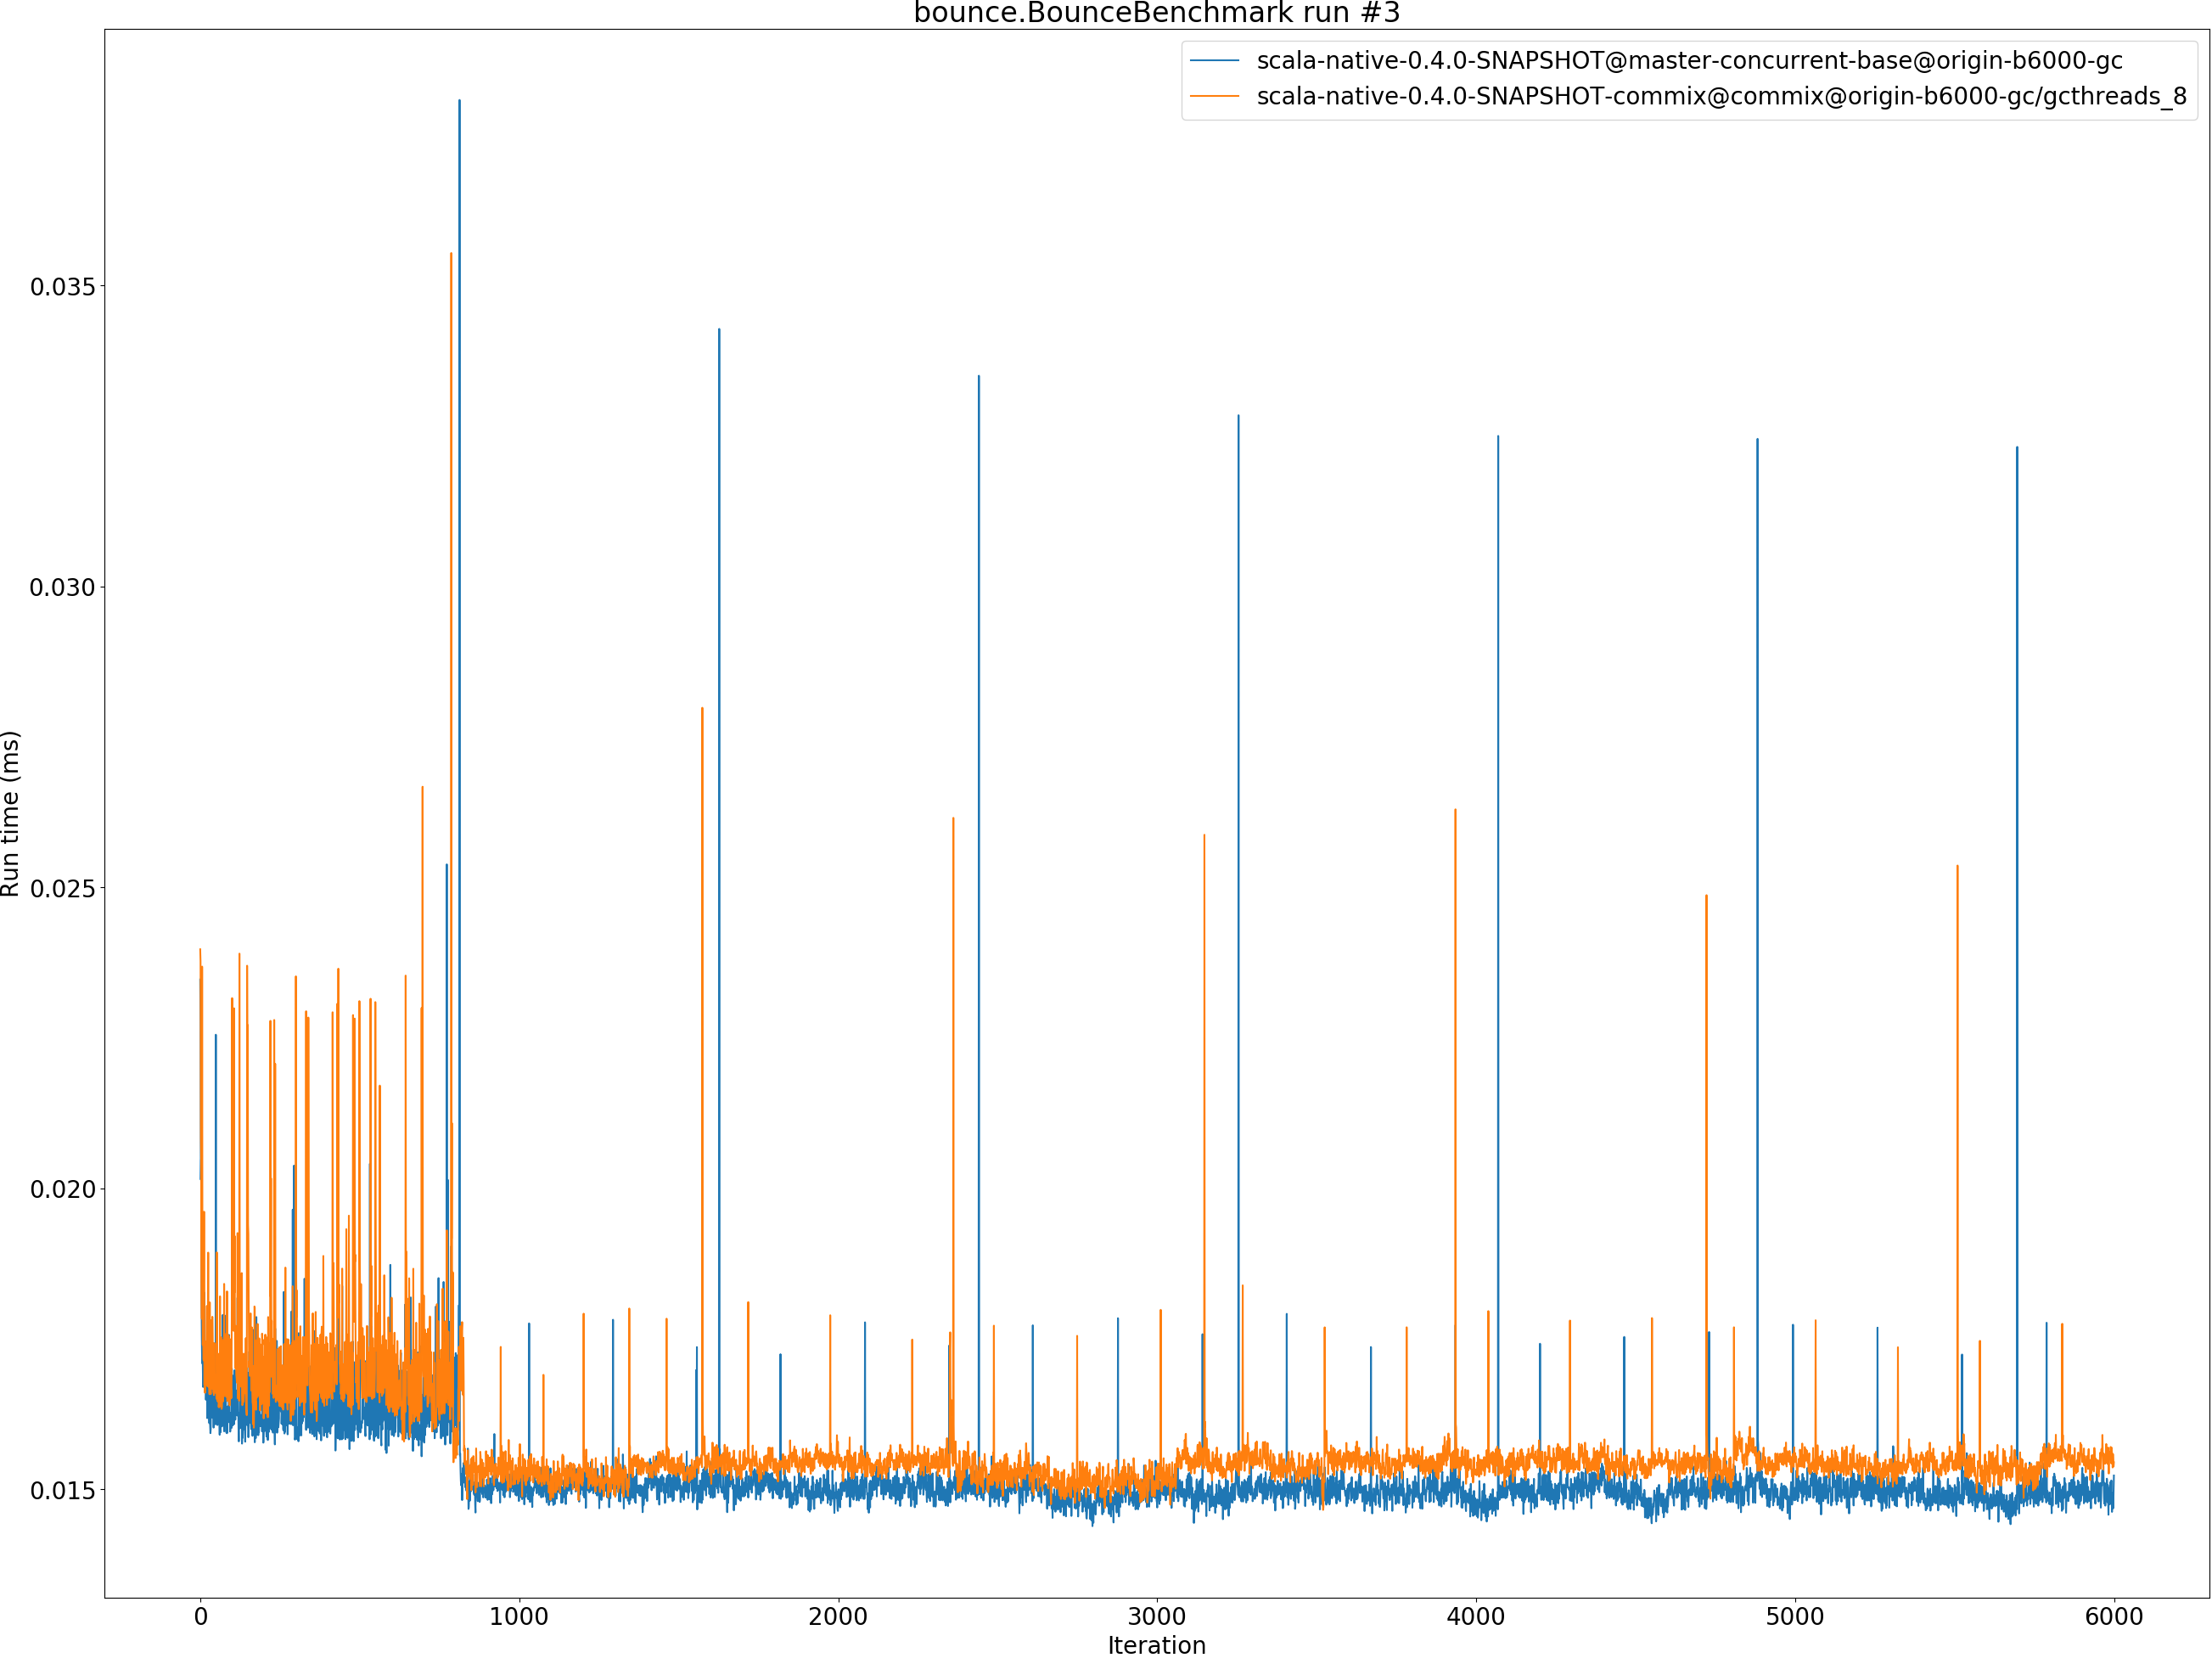 bounce.BounceBenchmark run #3
scala-native-0.4.0-SNAPSHOT@master-concurrent-base@origin-b6000-gc
scala-native-0.4.0-SNAPSHOT-commix@commix@origin-b6000-gc/gcthreads_8
Run time (ms)
0.035
0.030
0.025
0.020
0.015
0 1000 2000 3000 4000 5000 6000
Iteration